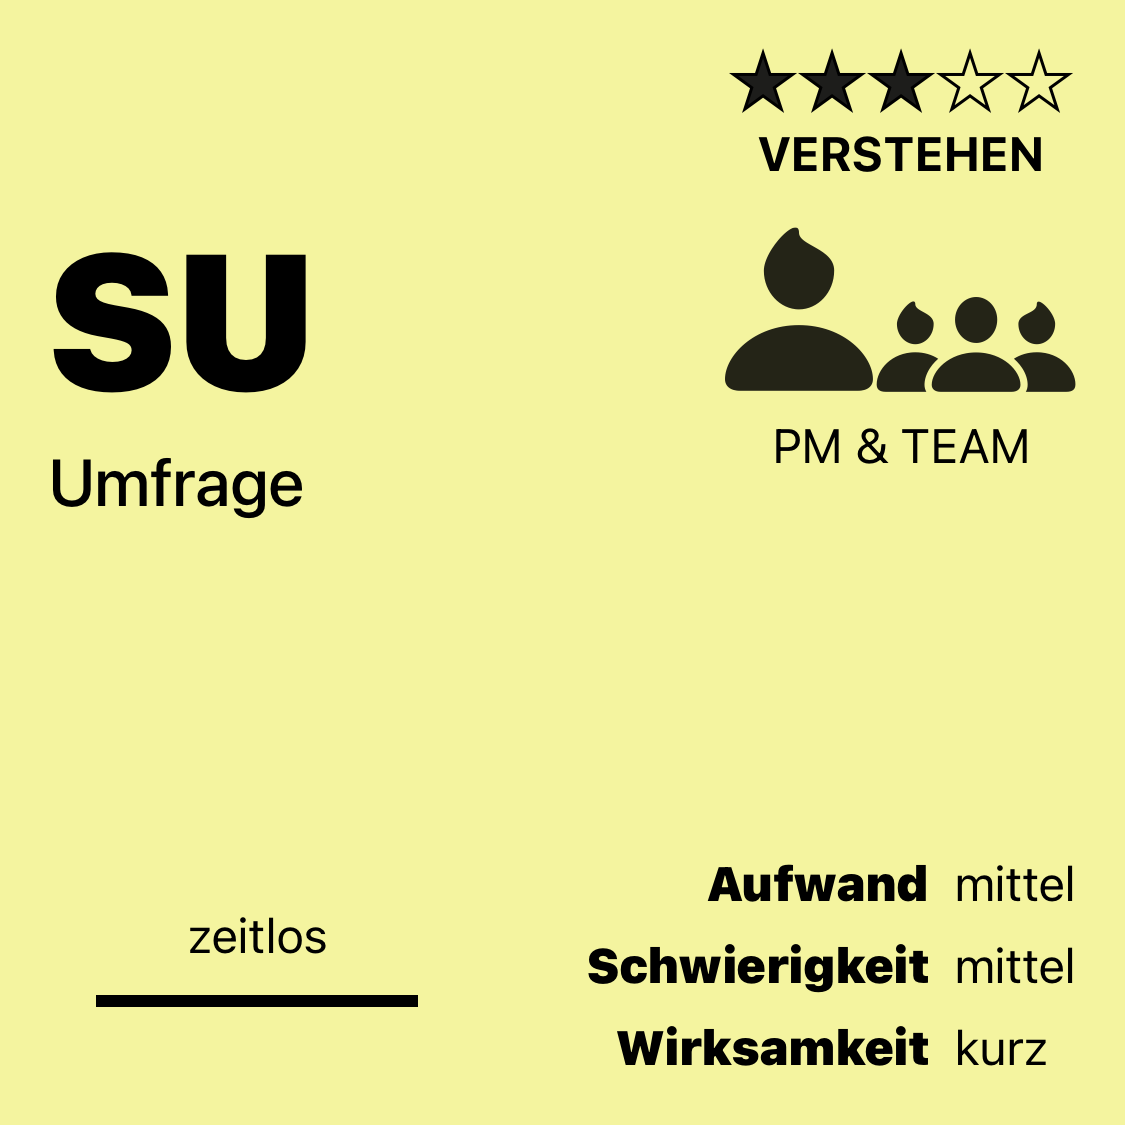 ★★★☆☆
VERSTEHEN
SU
Umfrage
PM & TEAM
zeitlos
Aufwand mittel
Schwierigkeit mittel
Wirksamkeit kurz